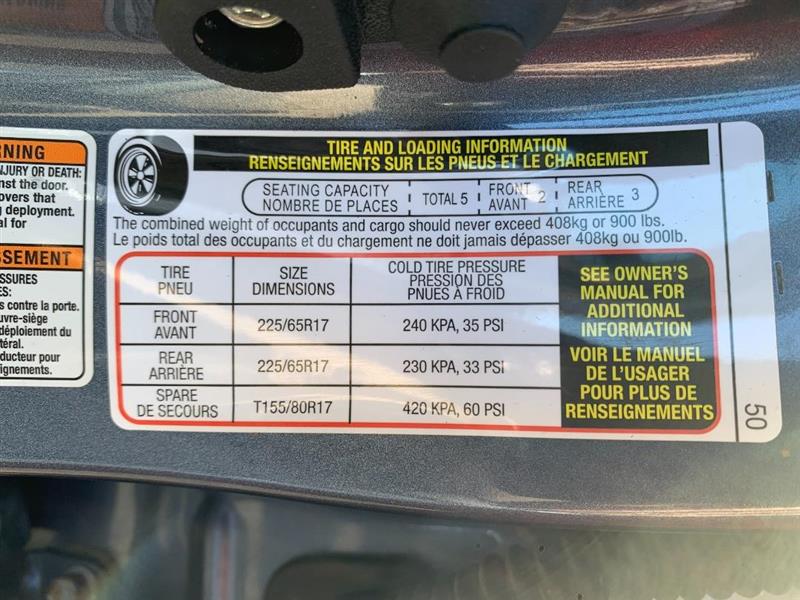 RNING
NJURY OR DEATH:
nst the door.
overs that
g deployment.
al for
SSEMENT
SSURES
ES:
s contre la porte.
uvre-siège
déploiement du
téral.
ducteur pour
ignements.
TIRE AND LOADING INFORMATION
RENSEIGNEMENTS SUR LES PNEUS ET LE CHARGEMENT
SEATING CAPACITY
NOMBRE DE PLACES
TOTAL 5
FRONT
AVANT 2
REAR
ARRIÈRE 3
The combined weight of occupants and cargo should never exceed 408kg or 900 lbs.
Le poids total des occupants et du chargement ne doit jamais dépasser 408kg ou 900lb.
TIRE
PNEU
SIZE
DIMENSIONS
COLD TIRE PRESSURE
PRESSION DES
PNUES À FROID
FRONT
AVANT
225/65R17
240 KPA, 35 PSI
REAR
ARRIÈRE
225/65R17
230 KPA, 33 PSI
SPARE
DE SECOURS
T155/80R17
420 KPA, 60 PSI
SEE OWNER'S
MANUAL FOR
ADDITIONAL
INFORMATION
VOIR LE MANUEL
DE L'USAGER
POUR PLUS DE
RENSEIGNEMENTS
50